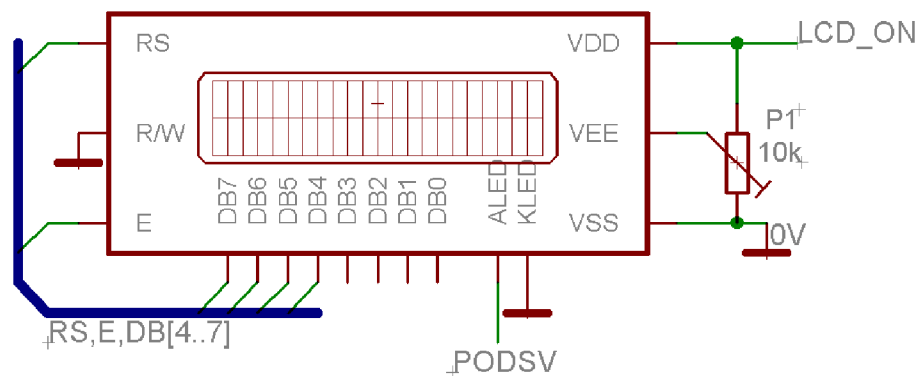 LCD_ON
RS
VDD
P1
10k
R/W
VEE
DB7
DB6
DB5
DB4
DB3
DB2
DB1
DB0
ALED
KLED
E
VSS
0V
RS,E,DB[4..7]
PODSV